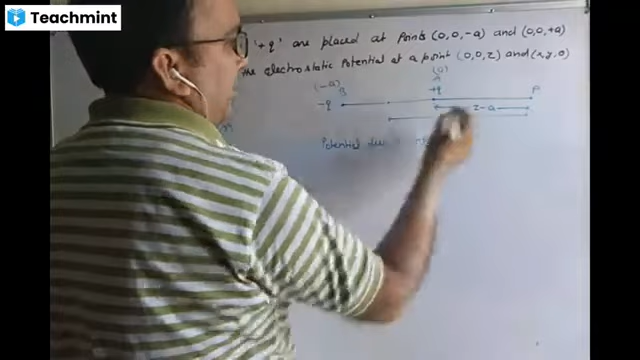 Teachmint
'+q' are placed at points (0,0,-a) and (0,0,+a)
the electrostatic Potential at a point (0,0,z) and (x,y,0)
(-a) (a)
B A P
-q +q
z-a
Potential due